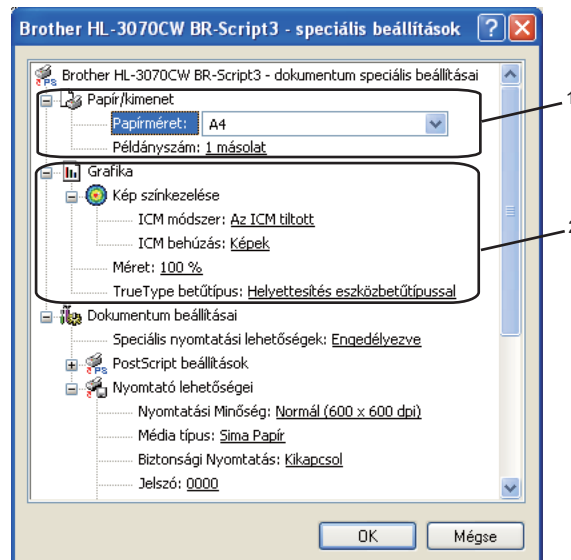 Brother HL-3070CW BR-Script3 - speciális beállítások
Brother HL-3070CW BR-Script3 - dokumentum speciális beállításai
Papír/kimenet
1
Papírméret: A4
Példányszám: 1 másolat
Grafika
Kép színkezelése
ICM módszer: Az ICM tiltott
2
ICM behúzás: Képek
Méret: 100 %
TrueType betűtípus: Helyettesítés eszközbetűtípussal
Dokumentum beállításai
Speciális nyomtatási lehetőségek: Engedélyezve
PostScript beállítások
Nyomtató lehetőségei
Nyomtatási Minőség: Normál (600 x 600 dpi)
Média típus: Sima Papír
Biztonsági Nyomtatás: Kikapcsol
Jelszó: 0000
OK
Mégse